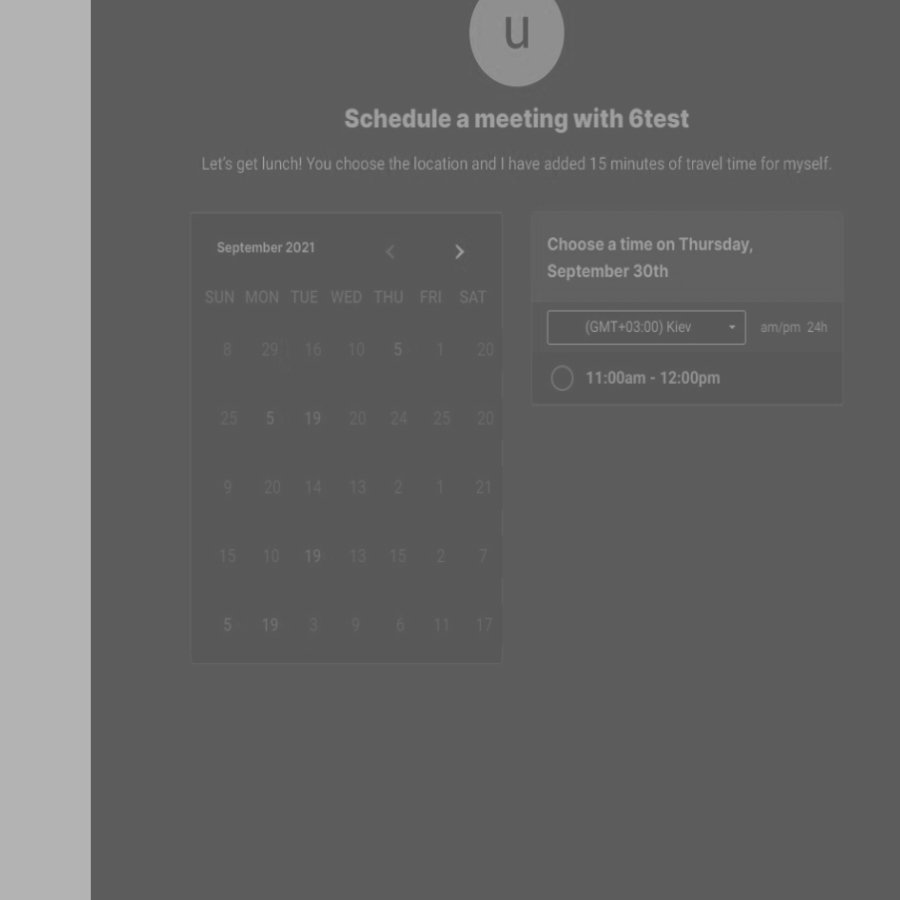 u
Schedule a meeting with 6test
Let's get lunch! You choose the location and I have added 15 minutes of travel time for myself.
September 2021
SUN MON TUE WED THU FRI SAT
8 29 16 10 5 1 20
25 5 19 20 24 25 20
9 20 14 13 2 1 21
15 10 19 13 15 2 7
5 19 3 9 6 11 17
Choose a time on Thursday,
September 30th
(GMT+03:00) Kiev am/pm 24h
11:00am - 12:00pm